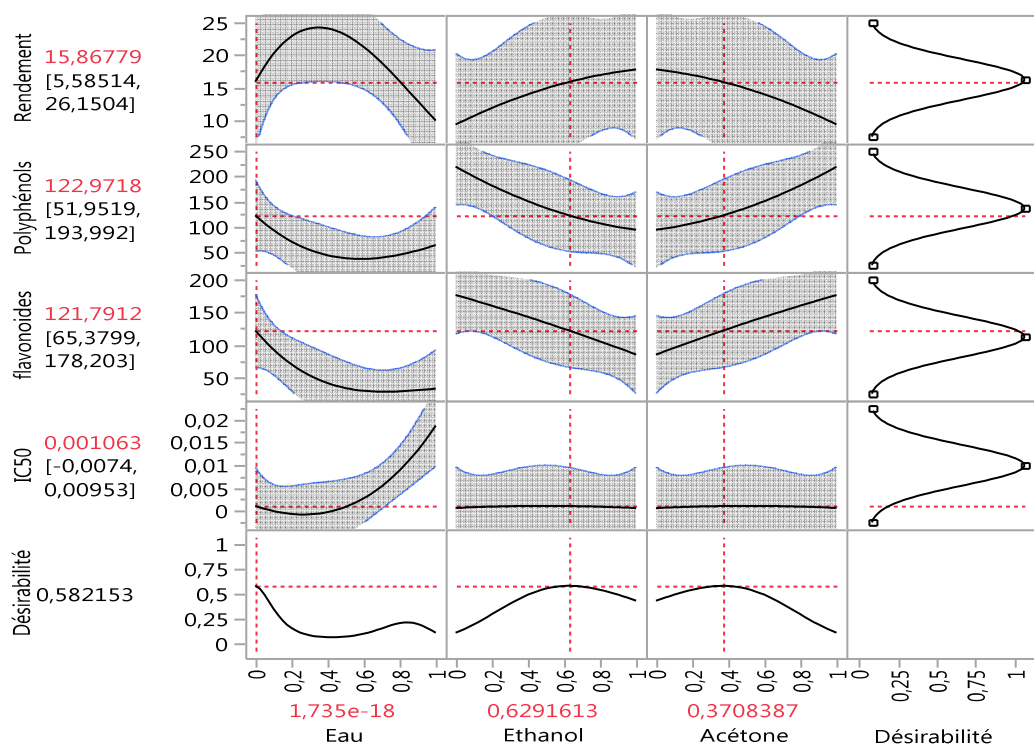 Rendement
15,86779
[5,58514,
26,1504]
25
20
15
10
Polyphénols
122,9718
[51,9519,
193,992]
250
200
150
100
50
flavonoides
121,7912
[65,3799,
178,203]
200
150
100
50
IC50
0,001063
[-0,0074,
0,00953]
0,02
0,015
0,01
0,005
0
Désirabilité
0,582153
1
0,75
0,5
0,25
0
0 0,2 0,4 0,6 0,8 1
0 0,2 0,4 0,6 0,8 1
0 0,2 0,4 0,6 0,8 1
0 0,25 0,5 0,75 1
1,735e-18
Eau
0,6291613
Ethanol
0,3708387
Acétone
Désirabilité